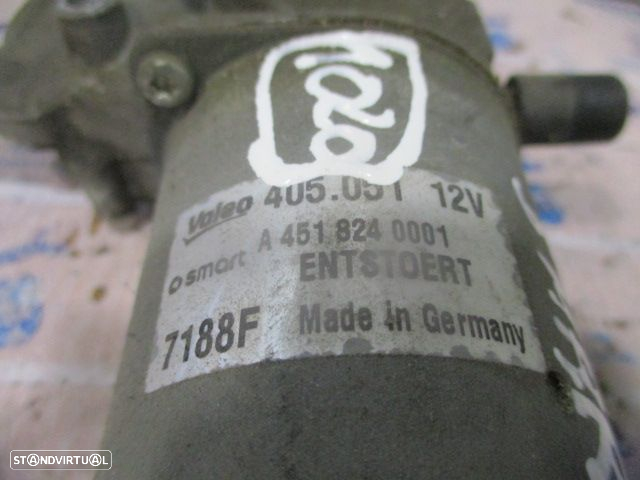 Valeo 405.051 12V
A 451 824 0001
smart ENTSTOERT
7188F Made in Germany
STANDVIRTUAL